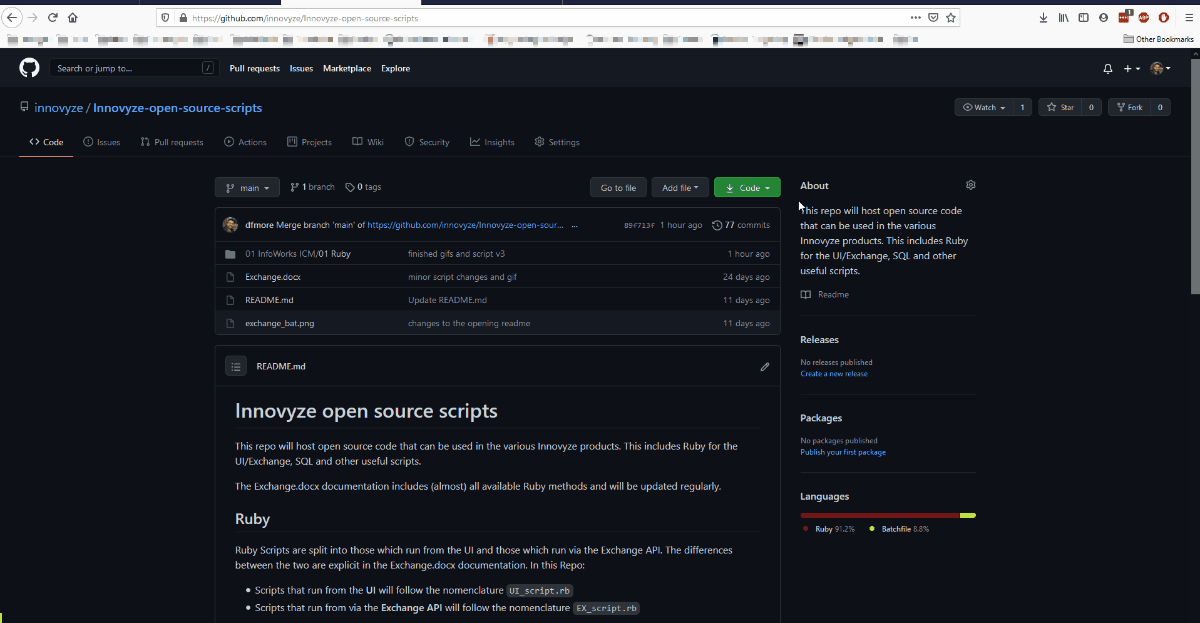 https://github.com/innovyze/Innovyze-open-source-scripts
Other Bookmarks
Search or jump to... /
Pull requests Issues Marketplace Explore
innovyze / Innovyze-open-source-scripts
Watch 1 Star 0 Fork 0
Code Issues Pull requests Actions Projects Wiki Security Insights Settings
main 1 branch 0 tags Go to file Add file Code
dfmore Merge branch 'main' of https://github.com/innovyze/Innovyze-open-sour... ... 89f713f 1 hour ago 77 commits
01 InfoWorks ICM/01 Ruby finished gifs and script v3 1 hour ago
Exchange.docx minor script changes and gif 24 days ago
README.md Update README.md 11 days ago
exchange_bat.png changes to the opening readme 11 days ago
README.md
Innovyze open source scripts
This repo will host open source code that can be used in the various Innovyze products. This includes Ruby for the
UI/Exchange, SQL and other useful scripts.
The Exchange.docx documentation includes (almost) all available Ruby methods and will be updated regularly.
Ruby
Ruby Scripts are split into those which run from the UI and those which run via the Exchange API. The differences
between the two are explicit in the Exchange.docx documentation. In this Repo:
Scripts that run from the UI will follow the nomenclature UI_script.rb
Scripts that run from via the Exchange API will follow the nomenclature EX_script.rb
About
This repo will host open source code
that can be used in the various
Innovyze products. This includes Ruby
for the UI/Exchange, SQL and other
useful scripts.
Readme
Releases
No releases published
Create a new release
Packages
No packages published
Publish your first package
Languages
Ruby 91.2% Batchfile 8.8%